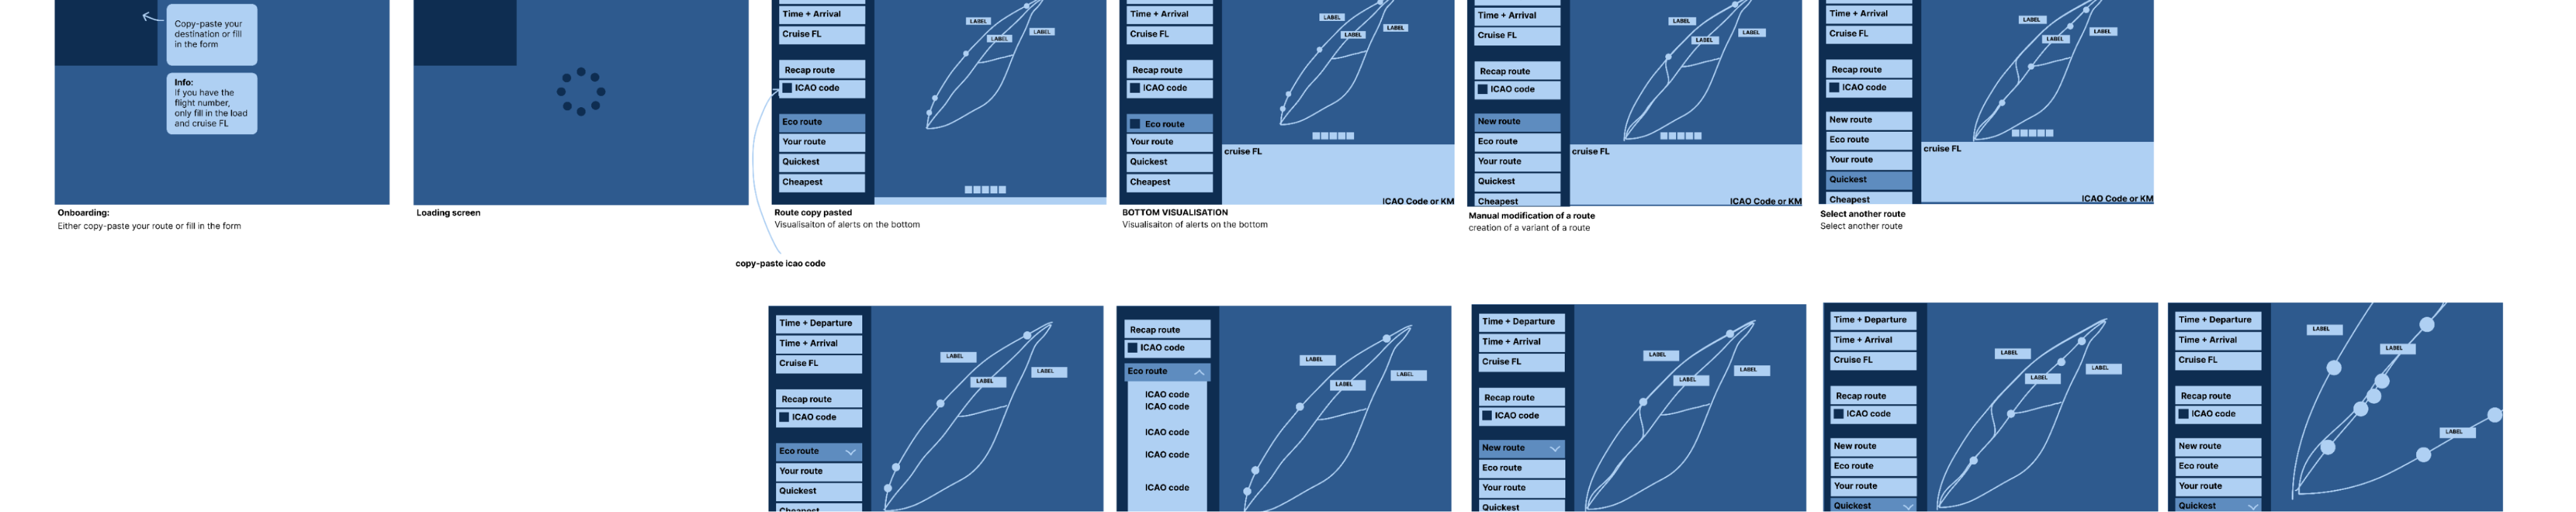 Copy-paste your
destination or fill
in the form
Info:
If you have the
flight number,
only fill in the load
and cruise FL
Onboarding:
Either copy-paste your route or fill in the form
Loading screen
Time + Arrival
Cruise FL
Recap route
ICAO code
Eco route
Your route
Quickest
Cheapest
LABEL
LABEL
LABEL
Route copy pasted
Visualisaiton of alerts on the bottom
copy-paste icao code
Time + Arrival
Cruise FL
Recap route
ICAO code
Eco route
Your route
Quickest
Cheapest
LABEL
LABEL
LABEL
cruise FL
ICAO Code or KM
BOTTOM VISUALISATION
Visualisaiton of alerts on the bottom
Time + Arrival
Cruise FL
Recap route
ICAO code
New route
Eco route
Your route
Quickest
Cheapest
LABEL
LABEL
LABEL
cruise FL
ICAO Code or KM
Manual modification of a route
creation of a variant of a route
Time + Arrival
Cruise FL
Recap route
ICAO code
New route
Eco route
Your route
Quickest
Cheapest
LABEL
LABEL
LABEL
cruise FL
ICAO Code or KM
Select another route
Select another route
Time + Departure
Time + Arrival
Cruise FL
Recap route
ICAO code
Eco route
Your route
Quickest
Cheapest
LABEL
LABEL
LABEL
Recap route
ICAO code
Eco route
ICAO code
ICAO code
ICAO code
ICAO code
ICAO code
LABEL
LABEL
LABEL
Time + Departure
Time + Arrival
Cruise FL
Recap route
ICAO code
New route
Eco route
Your route
Quickest
LABEL
LABEL
LABEL
Time + Departure
Time + Arrival
Cruise FL
Recap route
ICAO code
New route
Eco route
Your route
Quickest
LABEL
LABEL
LABEL
Time + Departure
Time + Arrival
Cruise FL
Recap route
ICAO code
New route
Eco route
Your route
Quickest
LABEL
LABEL
LABEL